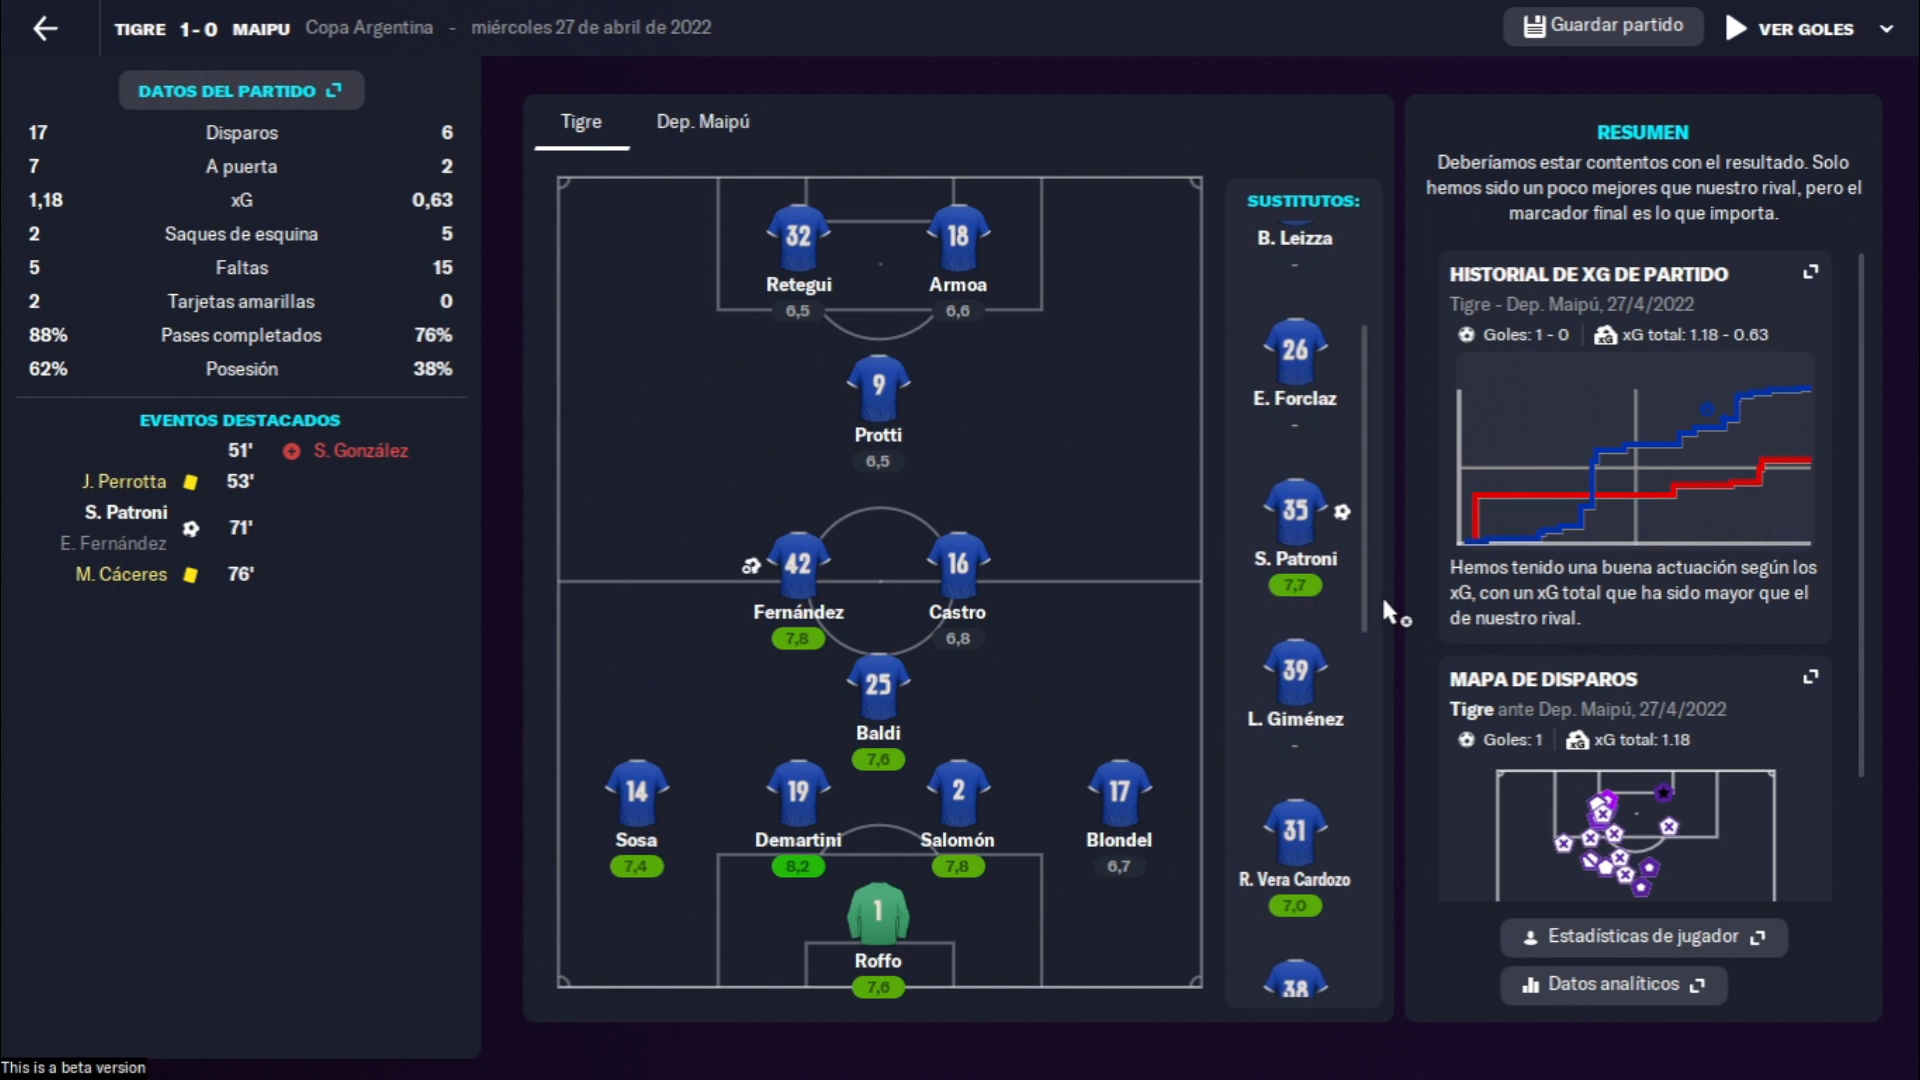 TIGRE 1-0 MAIPU Copa Argentina - miércoles 27 de abril de 2022
Guardar partido
VER GOLES
DATOS DEL PARTIDO
17 Disparos 6
7 A puerta 2
1,18 xG 0,63
2 Saques de esquina 5
5 Faltas 15
2 Tarjetas amarillas 0
88% Pases completados 76%
62% Posesión 38%
EVENTOS DESTACADOS
51' S. González
J. Perrotta 53'
S. Patroni
71'
E. Fernández
M. Cáceres 76'
Tigre Dep. Maipú
32 18
Retegui Armoa
6,5 6,6
9
Protti
6,5
42 16
Fernández Castro
7,8 6,8
25
Baldi
7,6
14 19 2 17
Sosa Demartini Salomón Blondel
7,4 8,2 7,8 6,7
1
Roffo
7,6
SUSTITUTOS:
B. Leizza
-
26
E. Forclaz
-
35
S. Patroni
7,7
39
L. Giménez
-
31
R. Vera Cardozo
7,0
38
RESUMEN
Deberíamos estar contentos con el resultado. Solo
hemos sido un poco mejores que nuestro rival, pero el
marcador final es lo que importa.
HISTORIAL DE XG DE PARTIDO
Tigre - Dep. Maipú, 27/4/2022
Goles: 1 - 0 xG xG total: 1.18 - 0.63
Hemos tenido una buena actuación según los
xG, con un xG total que ha sido mayor que el
de nuestro rival.
MAPA DE DISPAROS
Tigre ante Dep. Maipú, 27/4/2022
Goles: 1 xG xG total: 1.18
Estadísticas de jugador
Datos analíticos
This is a beta version